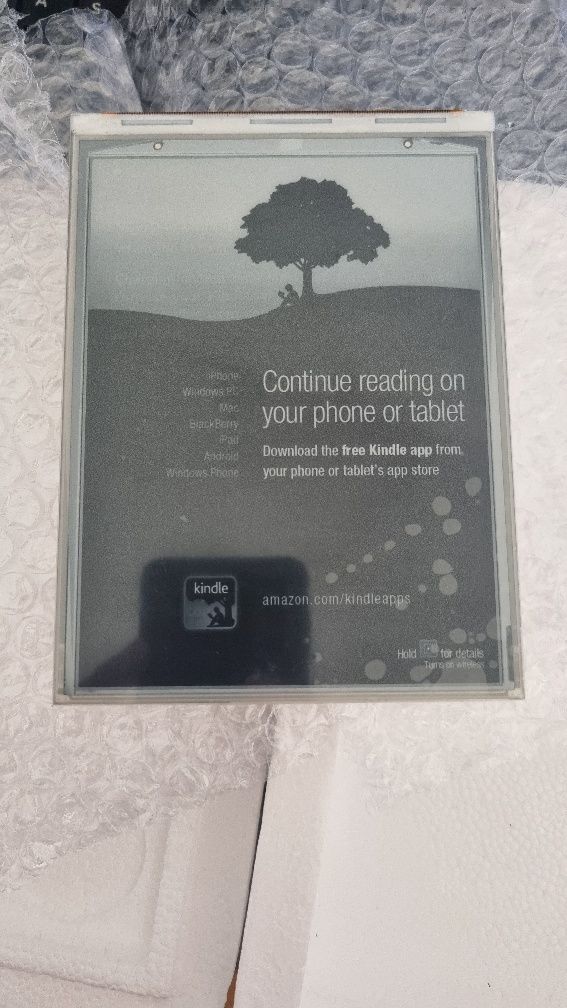 A S
iPhone
Windows PC
Mac
BlackBerry
iPad
Android
Windows Phone
Continue reading on
your phone or tablet
Download the free Kindle app from
your phone or tablet's app store
kindle
amazon.com/kindleapps
Hold for details
Turns on wireless